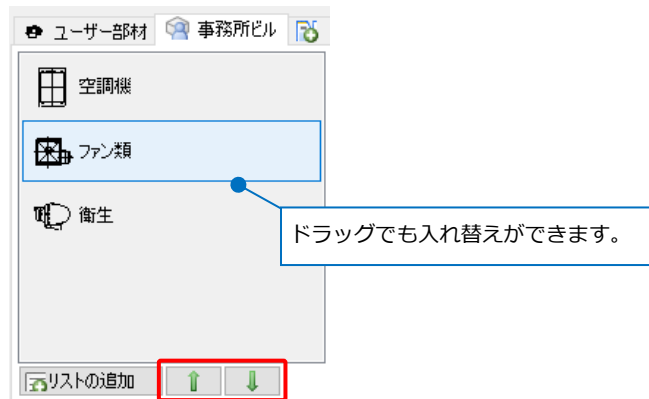 ユーザー部材 事務所ビル
空調機
ファン類
衛生
ドラッグでも入れ替えができます。
リストの追加